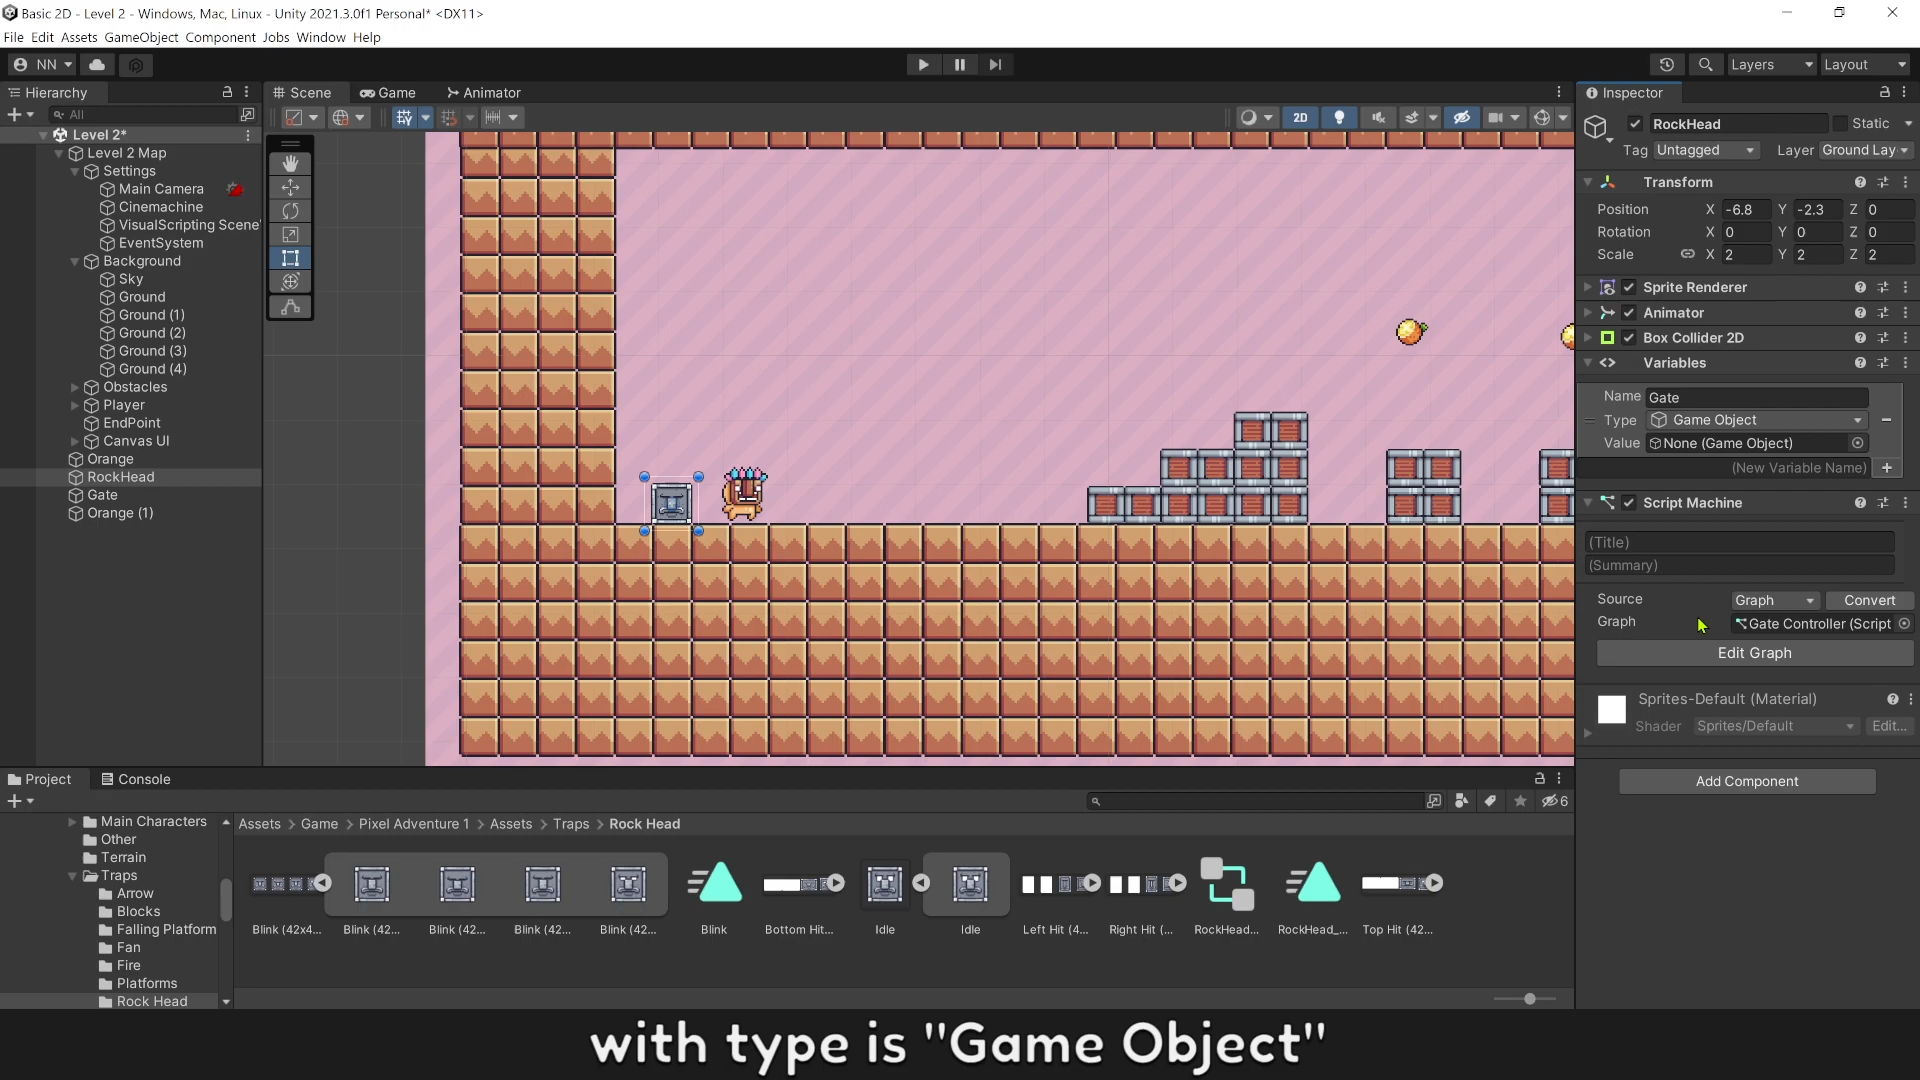 Basic 2D - Level 2 - Windows, Mac, Linux - Unity 2021.3.0f1 Personal* <DX11>
File Edit Assets GameObject Component Jobs Window Help
NN
Layers
Layout
Hierarchy
All
Level 2*
Level 2 Map
Settings
Main Camera
Cinemachine
VisualScripting Scene
EventSystem
Background
Sky
Ground
Ground (1)
Ground (2)
Ground (3)
Ground (4)
Obstacles
Player
EndPoint
Canvas UI
Orange
RockHead
Gate
Orange (1)
Scene Game Animator
2D
Inspector
RockHead
Static
Tag Untagged Layer Ground Lay
Transform
Position X -6.8 Y -2.3 Z 0
Rotation X 0 Y 0 Z 0
Scale X 2 Y 2 Z 2
Sprite Renderer
Animator
Box Collider 2D
Variables
Name Gate
Type Game Object
Value None (Game Object)
(New Variable Name)
Script Machine
(Title)
(Summary)
Source Graph Convert
Graph Gate Controller (Script
Edit Graph
Sprites-Default (Material)
Shader Sprites/Default Edit...
Add Component
Project Console
6
Main Characters
Other
Terrain
Traps
Arrow
Blocks
Falling Platform
Fan
Fire
Platforms
Rock Head
Assets > Game > Pixel Adventure 1 > Assets > Traps > Rock Head
Blink (42x4... Blink (42... Blink (42... Blink (42... Blink (42... Blink Bottom Hit... Idle Idle Left Hit (4... Right Hit (... RockHead... RockHead_... Top Hit (42...
with type is "Game Object"